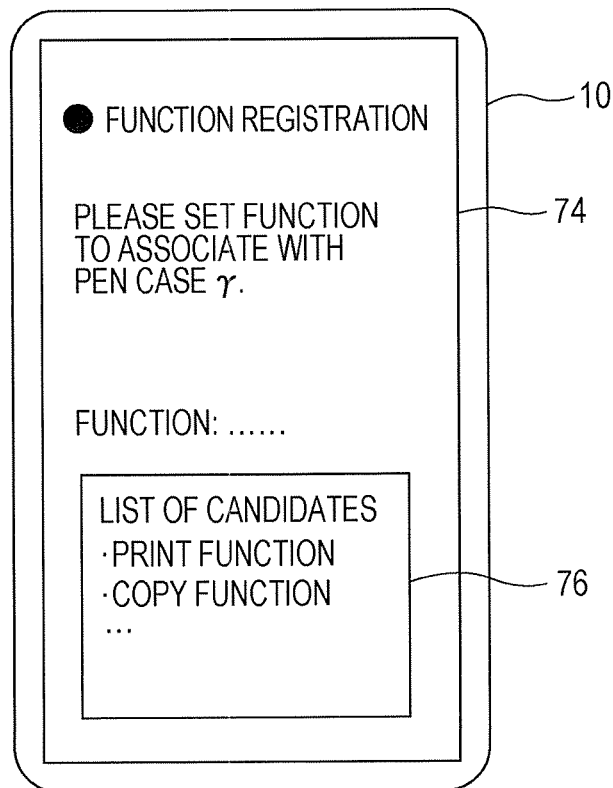 ● FUNCTION REGISTRATION
10
PLEASE SET FUNCTION
TO ASSOCIATE WITH
PEN CASE γ.
74
FUNCTION: ......
LIST OF CANDIDATES
·PRINT FUNCTION
·COPY FUNCTION
...
76